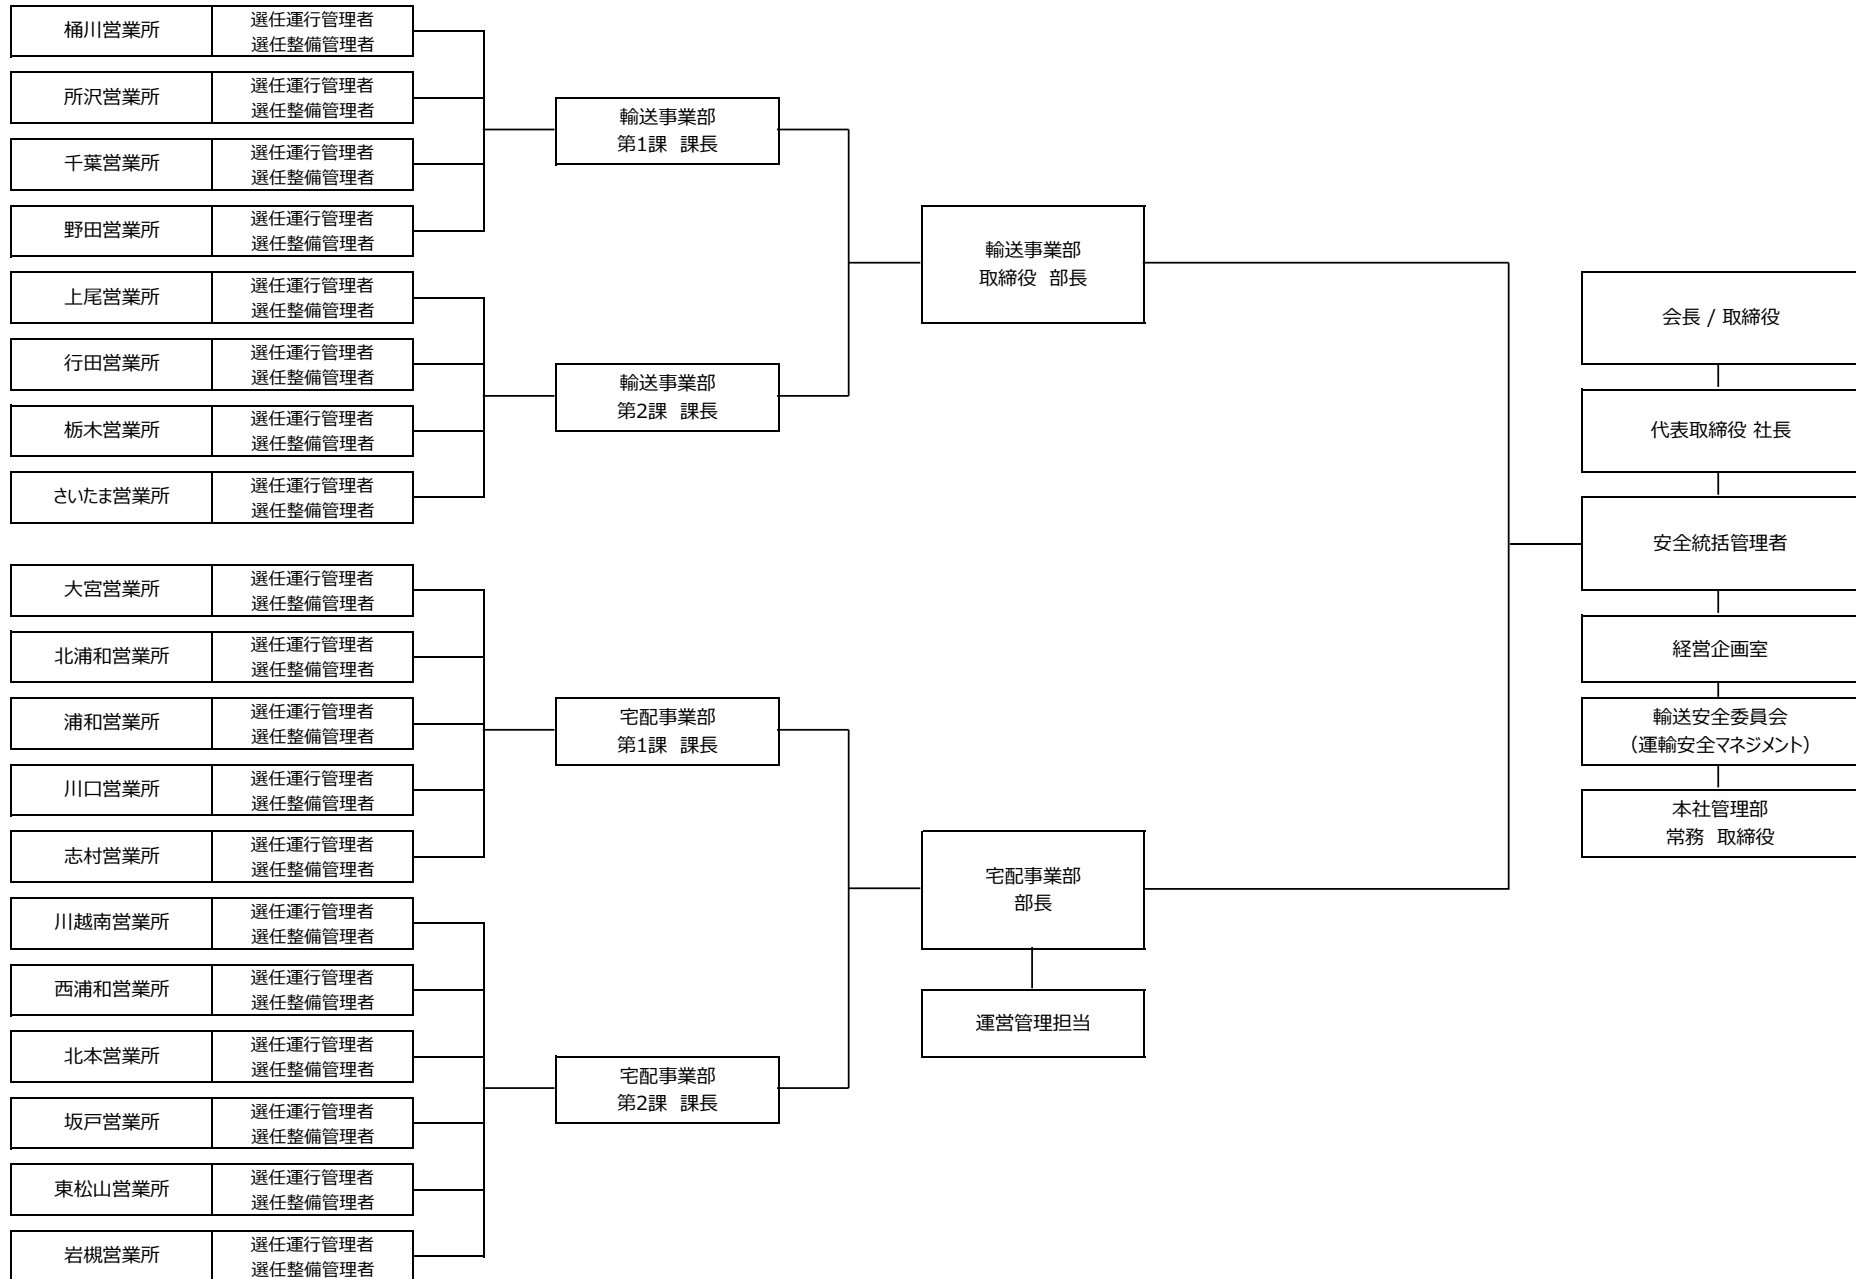 桶川営業所
選任運行管理者
選任整備管理者
所沢営業所
選任運行管理者
選任整備管理者
千葉営業所
選任運行管理者
選任整備管理者
野田営業所
選任運行管理者
選任整備管理者
上尾営業所
選任運行管理者
選任整備管理者
行田営業所
選任運行管理者
選任整備管理者
栃木営業所
選任運行管理者
選任整備管理者
さいたま営業所
選任運行管理者
選任整備管理者
大宮営業所
選任運行管理者
選任整備管理者
北浦和営業所
選任運行管理者
選任整備管理者
浦和営業所
選任運行管理者
選任整備管理者
川口営業所
選任運行管理者
選任整備管理者
志村営業所
選任運行管理者
選任整備管理者
川越南営業所
選任運行管理者
選任整備管理者
西浦和営業所
選任運行管理者
選任整備管理者
北本営業所
選任運行管理者
選任整備管理者
坂戸営業所
選任運行管理者
選任整備管理者
東松山営業所
選任運行管理者
選任整備管理者
岩槻営業所
選任運行管理者
選任整備管理者
輸送事業部
第1課 課長
輸送事業部
第2課 課長
宅配事業部
第1課 課長
宅配事業部
第2課 課長
輸送事業部
取締役 部長
宅配事業部
部長
運営管理担当
会長 / 取締役
代表取締役 社長
安全統括管理者
経営企画室
輸送安全委員会
（運輸安全マネジメント）
本社管理部
常務 取締役